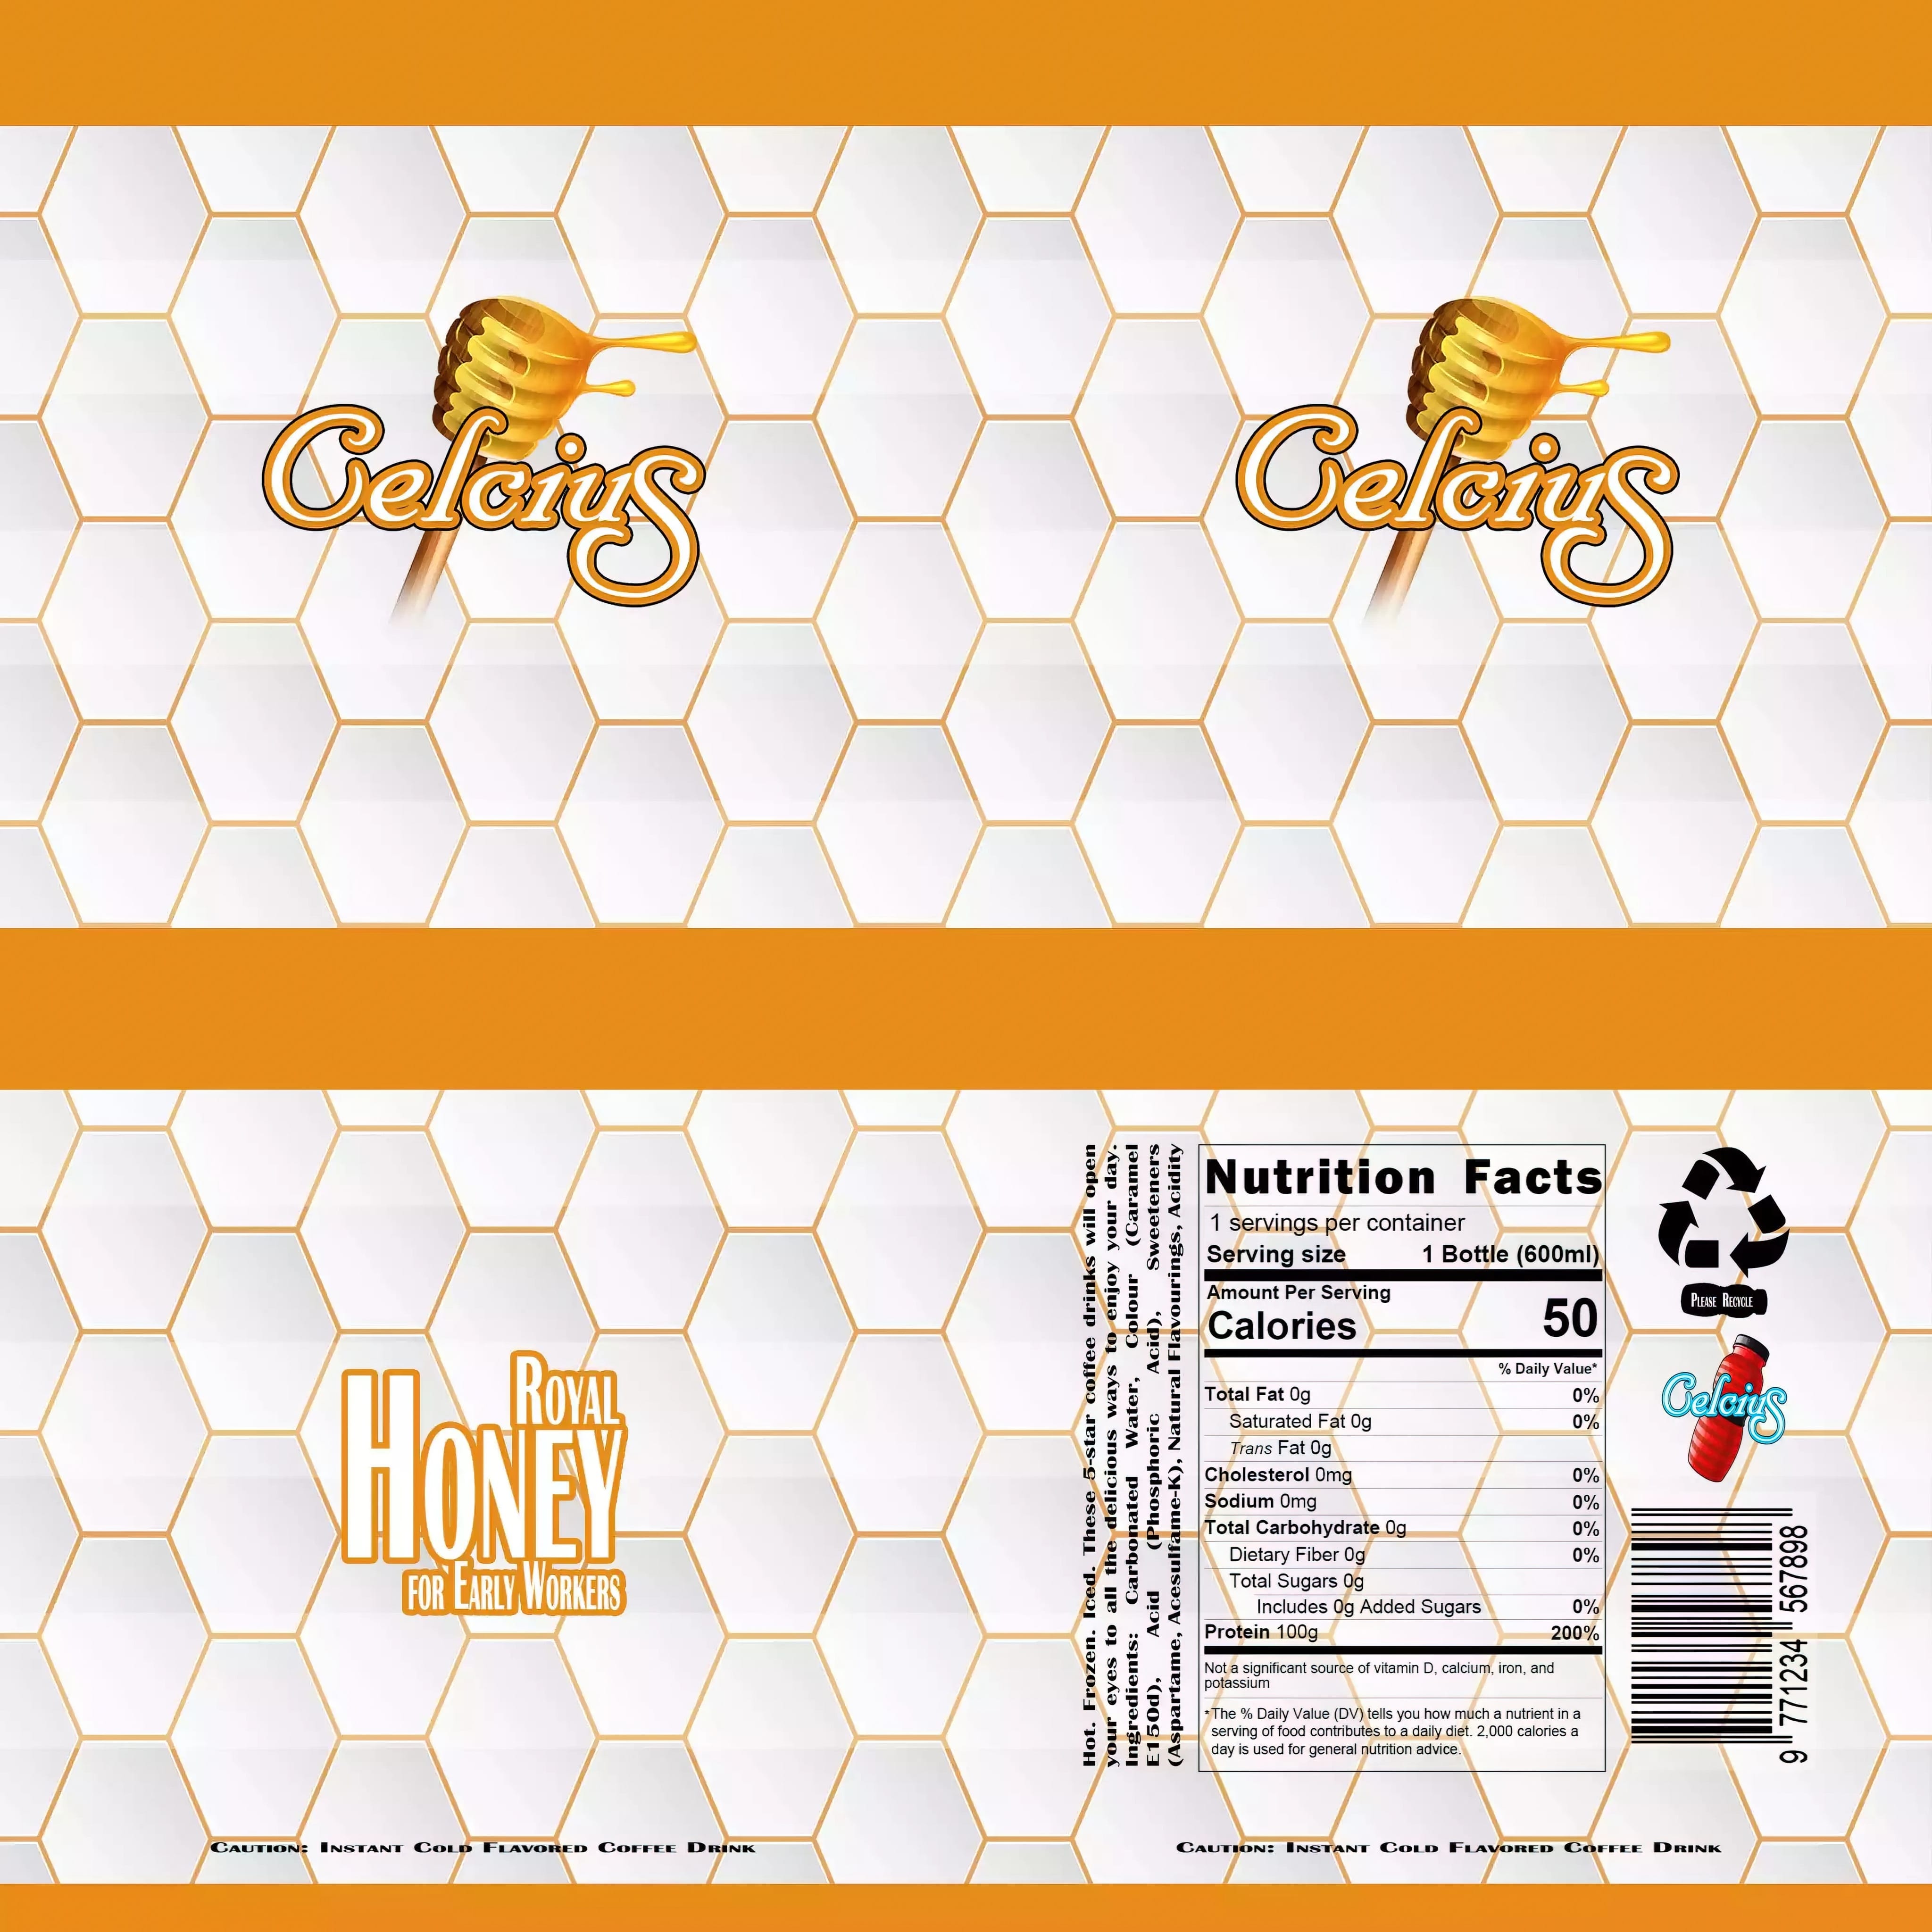 Celcius
Celcius
ROYAL
HONEY
FOR EARLY WORKERS
CAUTION: INSTANT COLD FLAVORED COFFEE DRINK
Hot. Frozen. Iced. These 5-star coffee drinks will open
your eyes to all the delicious ways to enjoy your day.
Ingredients: Carbonated Water, Colour (Caramel
E150d), Acid (Phosphoric Acid), Sweeteners
(Aspartame, Acesulfame-K), Natural Flavourings, Acidity
Nutrition Facts
1 servings per container
Serving size 1 Bottle (600ml)
Amount Per Serving
Calories 50
% Daily Value*
Total Fat 0g 0%
Saturated Fat 0g 0%
Trans Fat 0g
Cholesterol 0mg 0%
Sodium 0mg 0%
Total Carbohydrate 0g 0%
Dietary Fiber 0g 0%
Total Sugars 0g
Includes 0g Added Sugars 0%
Protein 100g 200%
Not a significant source of vitamin D, calcium, iron, and
potassium
*The % Daily Value (DV) tells you how much a nutrient in a
serving of food contributes to a daily diet. 2,000 calories a
day is used for general nutrition advice.
PLEASE RECYCLE
Celcius
9 771234 567898
CAUTION: INSTANT COLD FLAVORED COFFEE DRINK